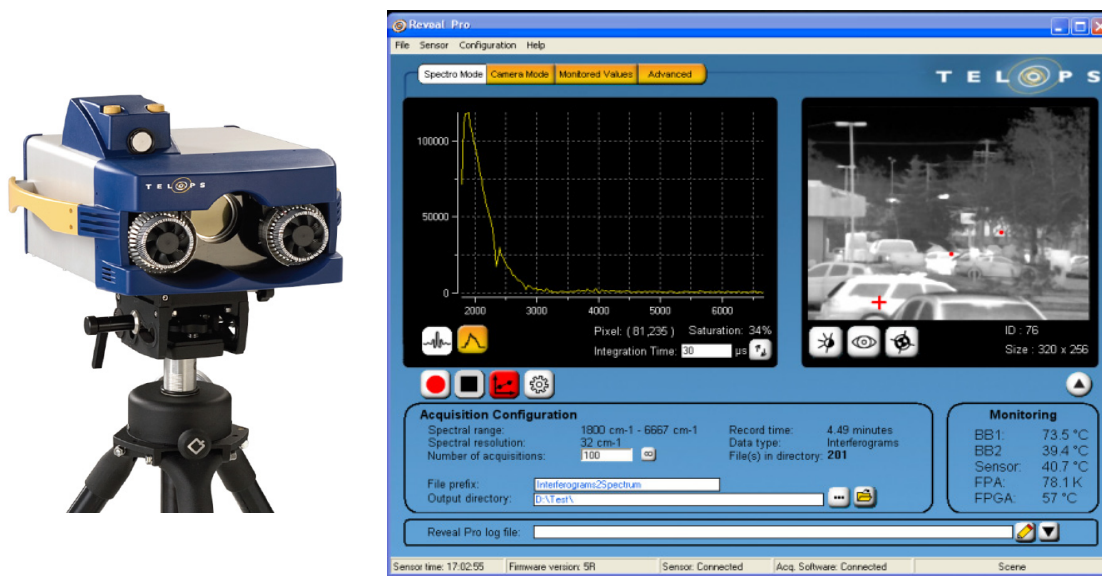 TELOPS
Reveal Pro
File Sensor Configuration Help
Spectro Mode Camera Mode Monitored Values Advanced
TELOPS
100000
50000
0
2000 3000 4000 5000 6000
Pixel: ( 81,235 ) Saturation: 34%
Integration Time: 30 µs
ID : 76
Size : 320 x 256
Acquisition Configuration
Spectral range: 1800 cm-1 - 6667 cm-1 Record time: 4.49 minutes
Spectral resolution: 32 cm-1 Data type: Interferograms
Number of acquisitions: 100 ∞ File(s) in directory: 201
File prefix: Interferograms2Spectrum
Output directory: D:\Test\ ...
Monitoring
BB1: 73.5 °C
BB2 39.4 °C
Sensor: 40.7 °C
FPA: 78.1 K
FPGA: 57 °C
Reveal Pro log file:
Sensor time: 17:02:55 Firmware version: 5R Sensor: Connected Acq. Software: Connected Scene